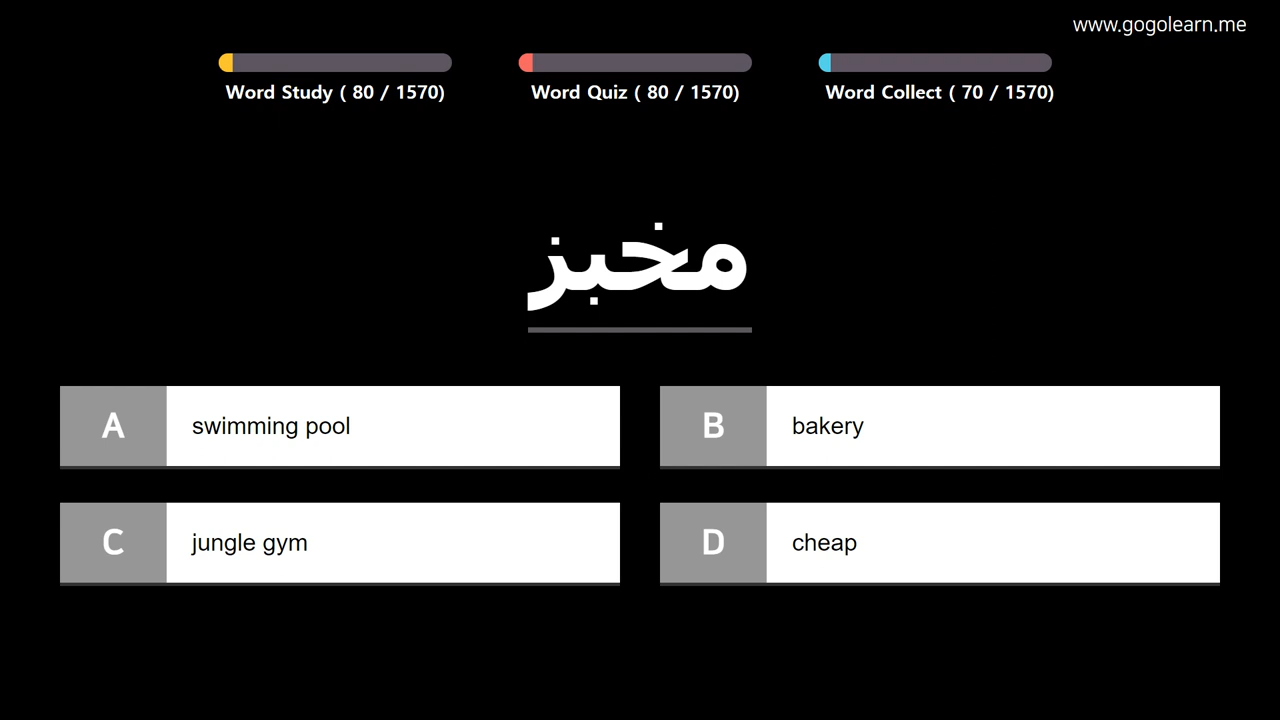 www.gogolearn.me
Word Study ( 80 / 1570)
Word Quiz ( 80 / 1570)
Word Collect ( 70 / 1570)
مخبز
A swimming pool
B bakery
C jungle gym
D cheap